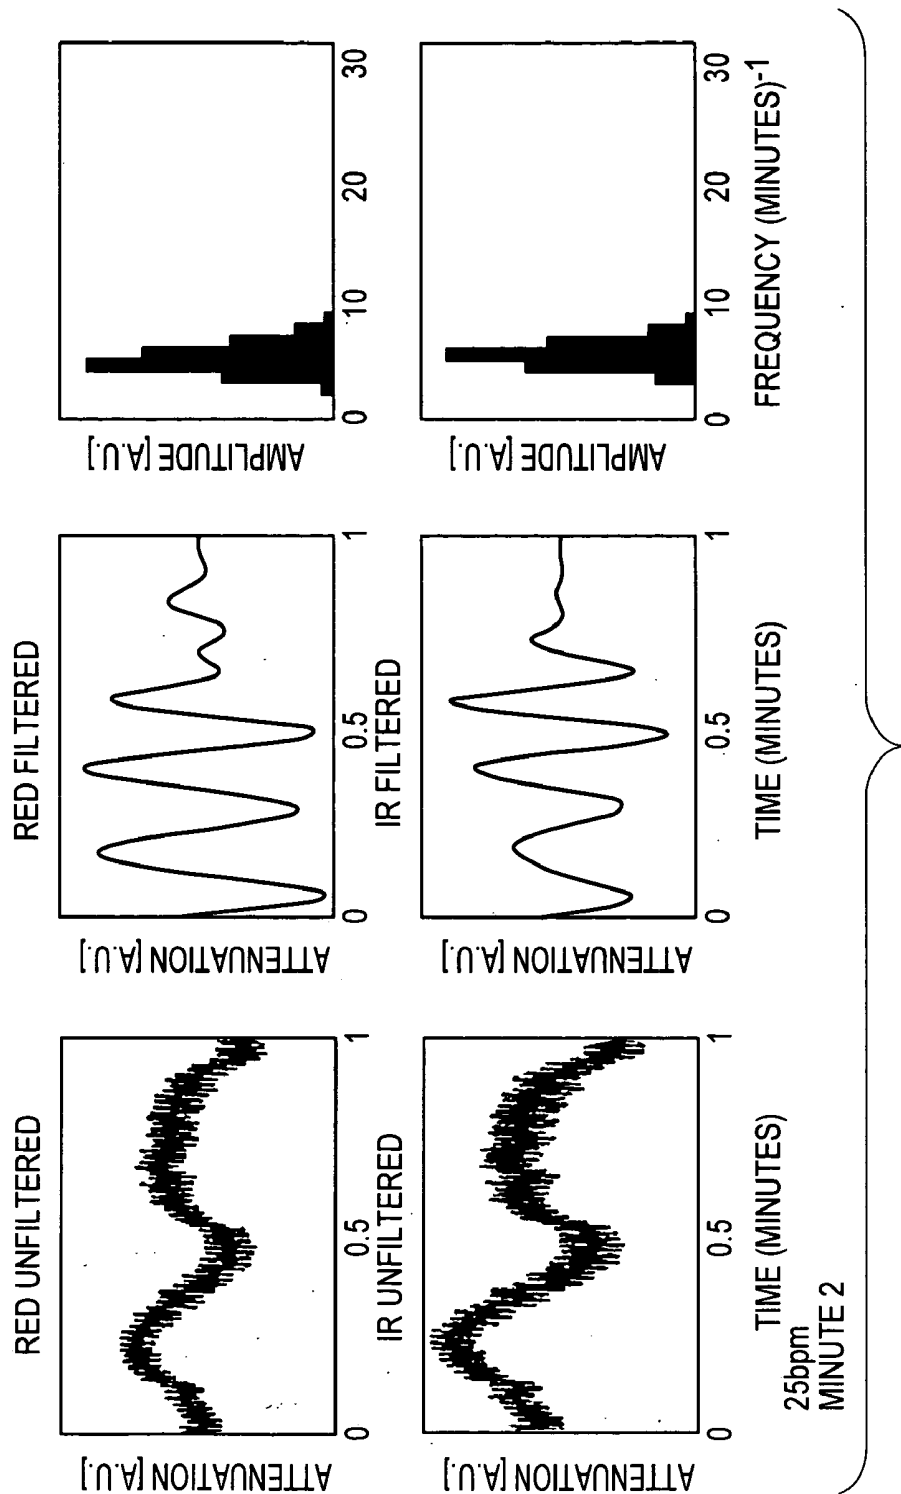 RED UNFILTERED
ATTENUATION [A.U.]
0 0.5 1
RED FILTERED
ATTENUATION [A.U.]
0 0.5 1
AMPLITUDE [A.U.]
0 10 20 30
IR UNFILTERED
ATTENUATION [A.U.]
0 0.5 1
TIME (MINUTES)
IR FILTERED
ATTENUATION [A.U.]
0 0.5 1
TIME (MINUTES)
AMPLITUDE [A.U.]
0 10 20 30
FREQUENCY (MINUTES)-1
25bpm
MINUTE 2